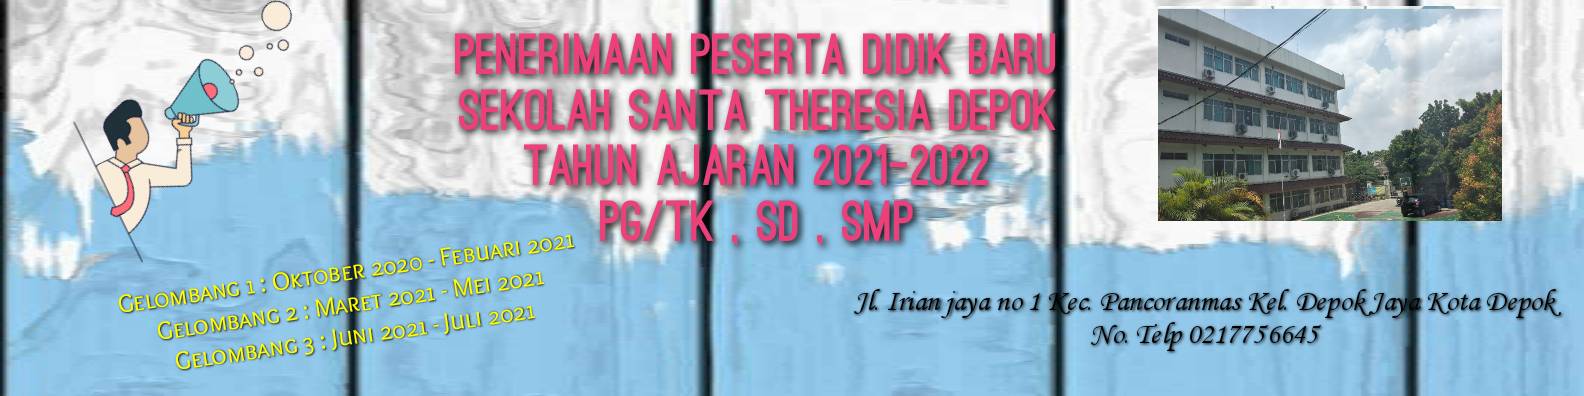 PENERIMAAN PESERTA DIDIK BARU
SEKOLAH SANTA THERESIA DEPOK
TAHUN AJARAN 2021-2022
PG/TK , SD , SMP
Gelombang 1 : Oktober 2020 - Febuari 2021
Gelombang 2 : Maret 2021 - Mei 2021
Gelombang 3 : Juni 2021 - Juli 2021
Jl. Irian jaya no 1 Kec. Pancoranmas Kel. Depok Jaya Kota Depok
No. Telp 0217756645